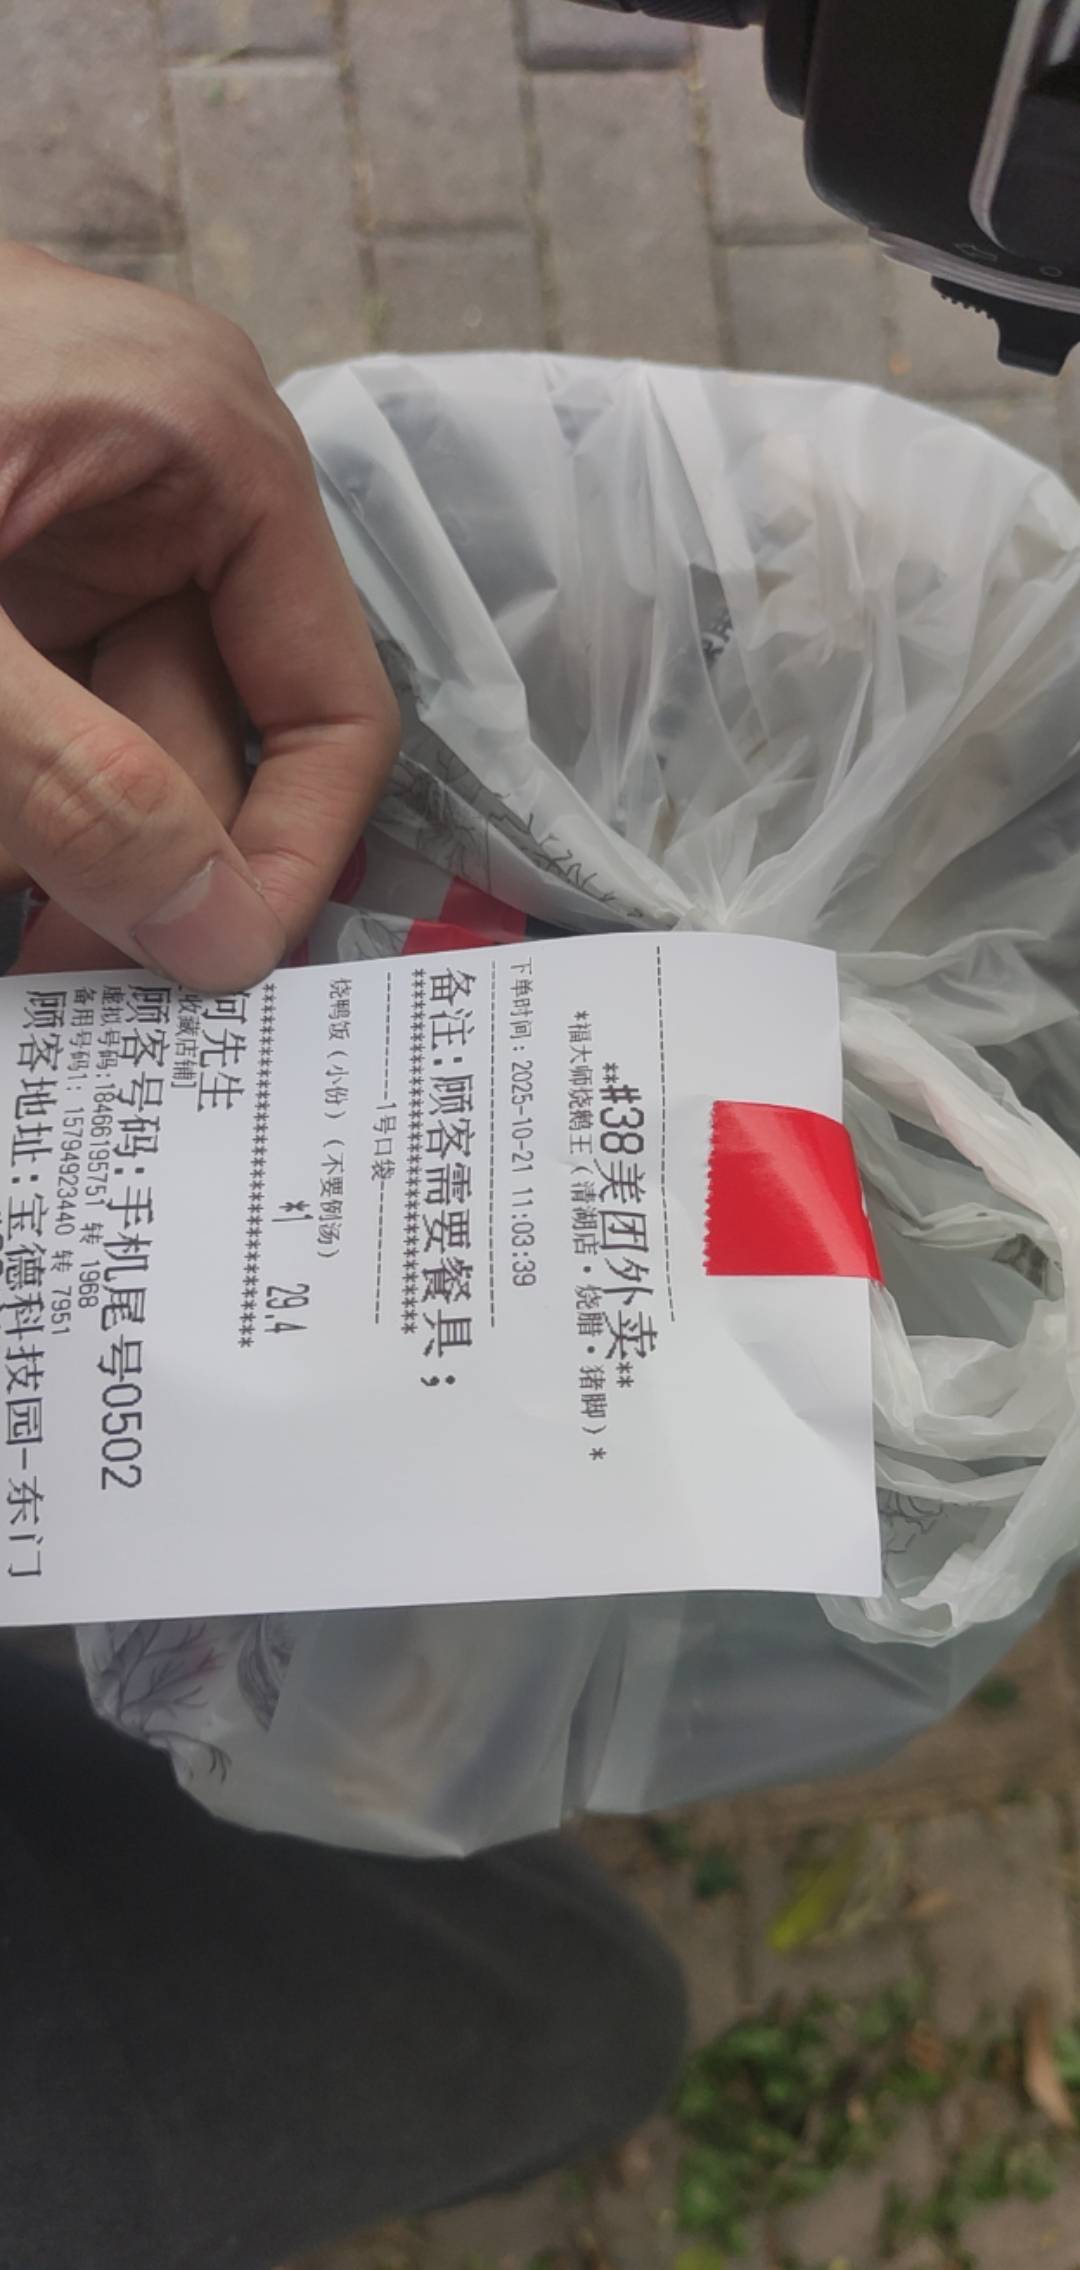 **#38美团外卖**
*福大师烧鹅王（清湖店·烧腊·猪脚）*
下单时间：2025-10-21 11:03:39
备注：顾客需要餐具；
********************************
---------1号口袋---------
烧鸭饭（小份）（不要例汤）
*1 29.4
********************************
何先生
[收藏店铺]
顾客号码：手机尾号0502
虚拟号码：18466195751 转 1968
备用号码1：15794923440 转 7951
顾客地址：宝德科技园-东门